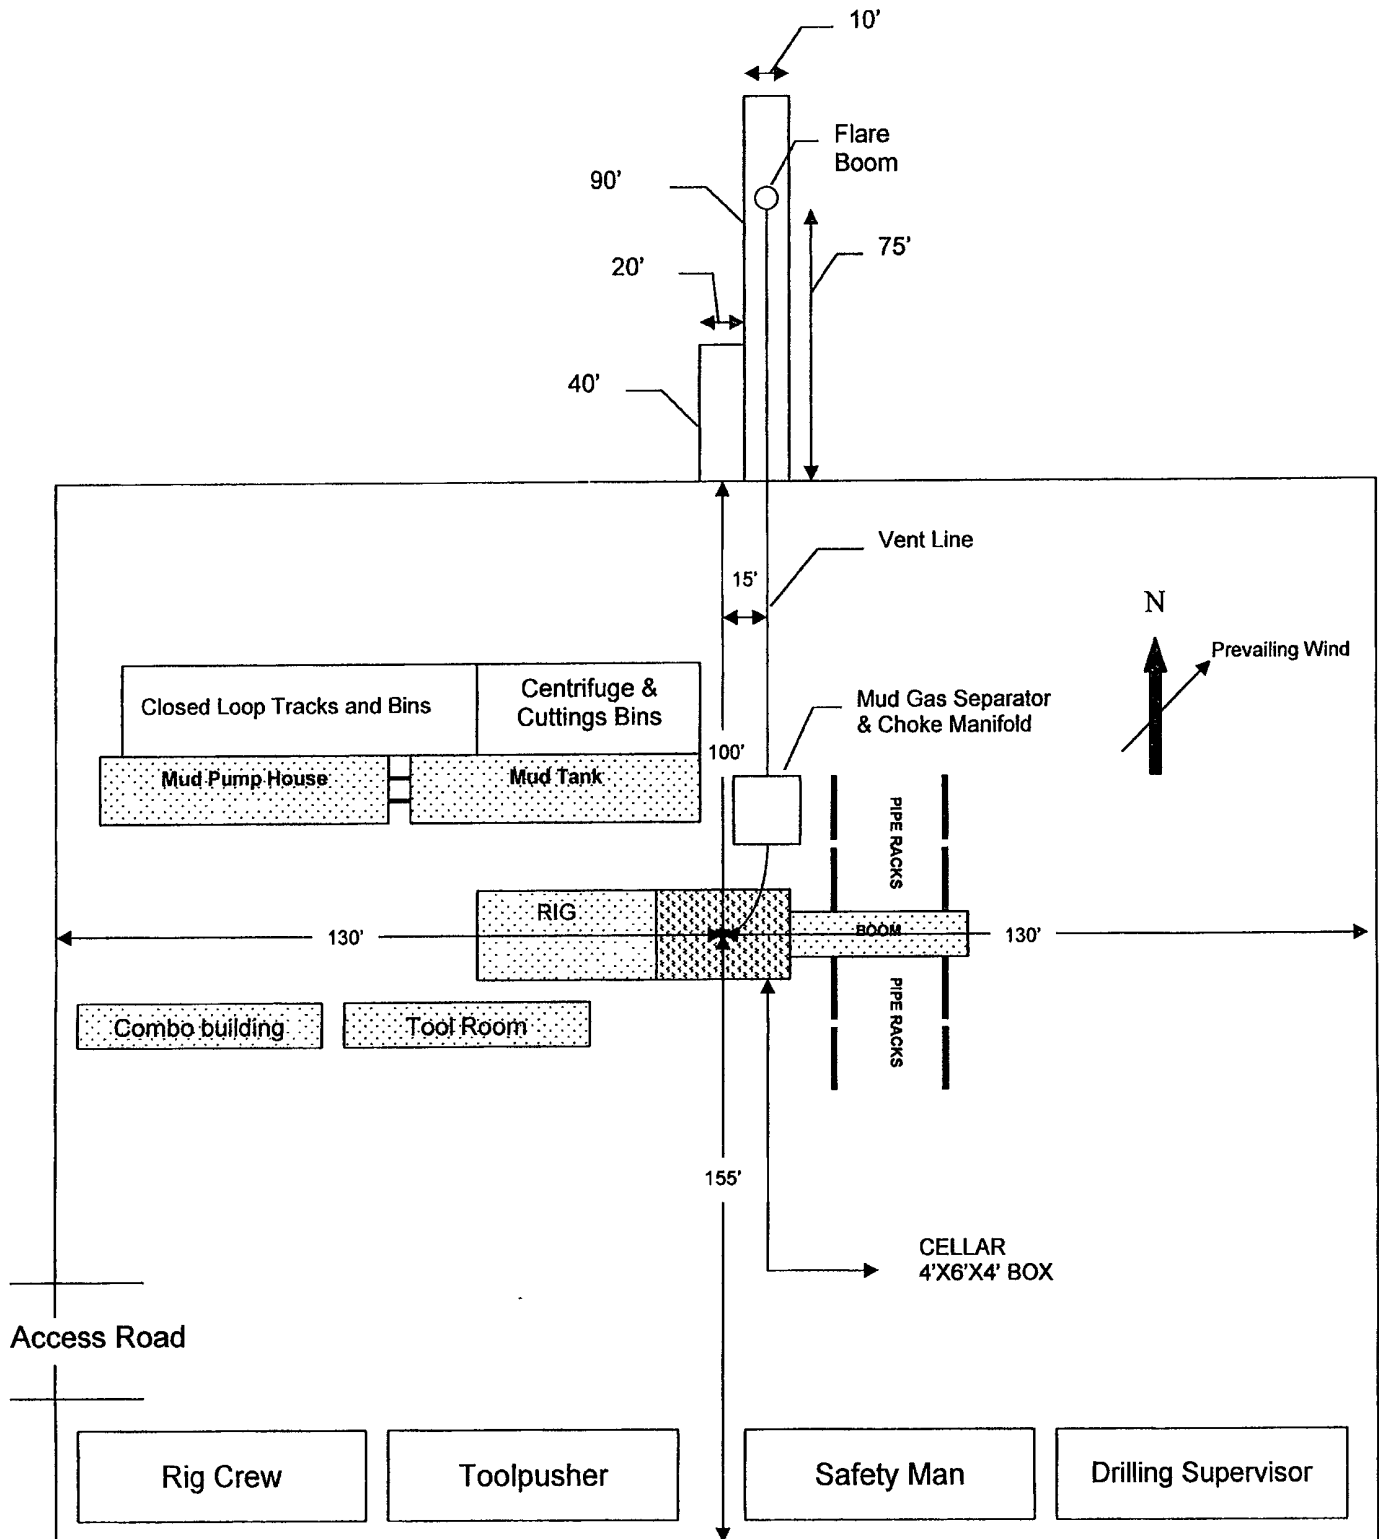 10'
Flare
Boom
90'
75'
20'
40'
Vent Line
15'
N
Prevailing Wind
Closed Loop Tracks and Bins
Centrifuge &
Cuttings Bins
Mud Gas Separator
& Choke Manifold
100'
Mud Pump House
Mud Tank
PIPE RACKS
RIG
130'
BOOM
130'
Combo building
Tool Room
PIPE RACKS
155'
CELLAR
4'X6'X4' BOX
Access Road
Rig Crew
Toolpusher
Safety Man
Drilling Supervisor